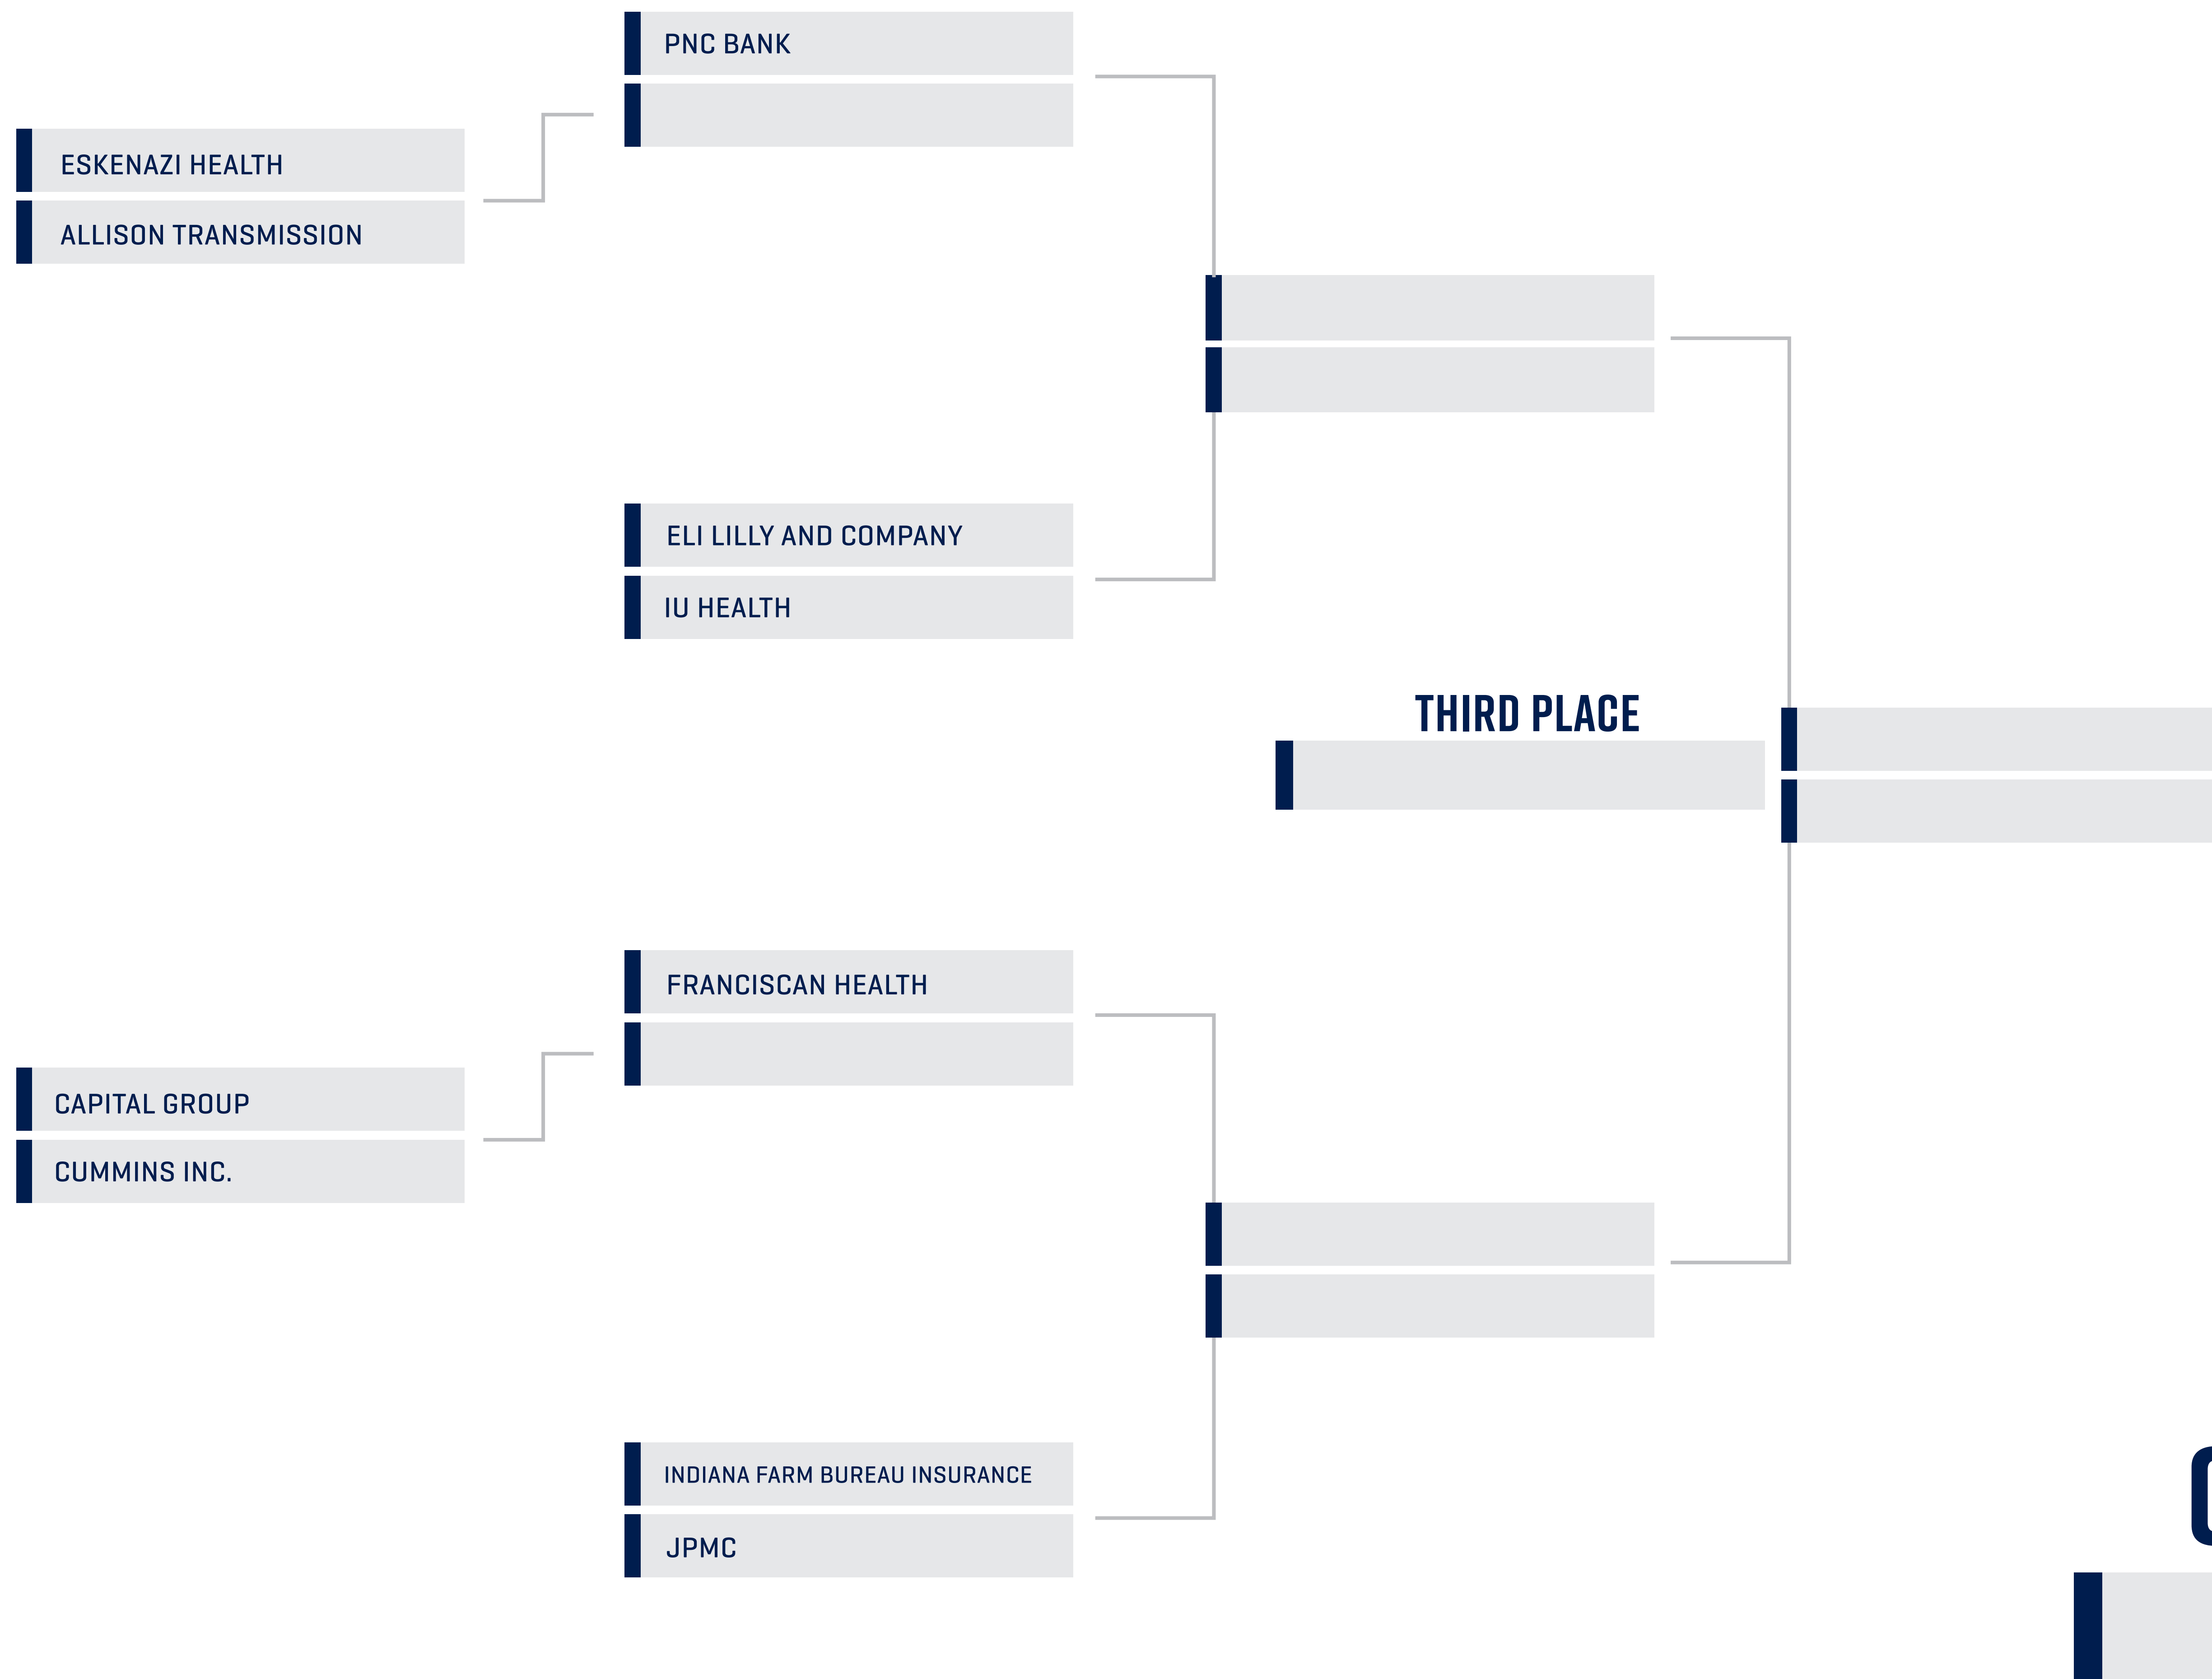 PNC BANK
ESKENAZI HEALTH
ALLISON TRANSMISSION
ELI LILLY AND COMPANY
IU HEALTH
THIRD PLACE
FRANCISCAN HEALTH
CAPITAL GROUP
CUMMINS INC.
INDIANA FARM BUREAU INSURANCE
JPMC